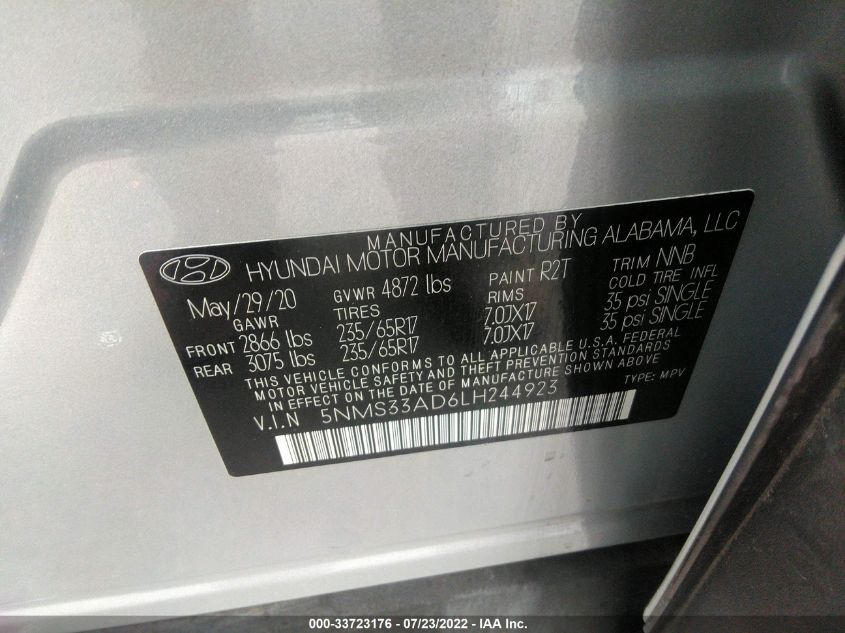 MANUFACTURED BY
HYUNDAI MOTOR MANUFACTURING ALABAMA, LLC
May/29/20 GVWR 4872 lbs PAINT R2T TRIM NNB
GAWR TIRES RIMS COLD TIRE INFL
FRONT 2866 lbs 235/65R17 7.0JX17 35 psi SINGLE
REAR 3075 lbs 235/65R17 7.0JX17 35 psi SINGLE
THIS VEHICLE CONFORMS TO ALL APPLICABLE U.S.A. FEDERAL
MOTOR VEHICLE SAFETY AND THEFT PREVENTION STANDARDS
IN EFFECT ON THE DATE OF MANUFACTURE SHOWN ABOVE
V.I.N 5NMS33AD6LH244923 TYPE: MPV
000-33723176 - 07/23/2022 - IAA Inc.